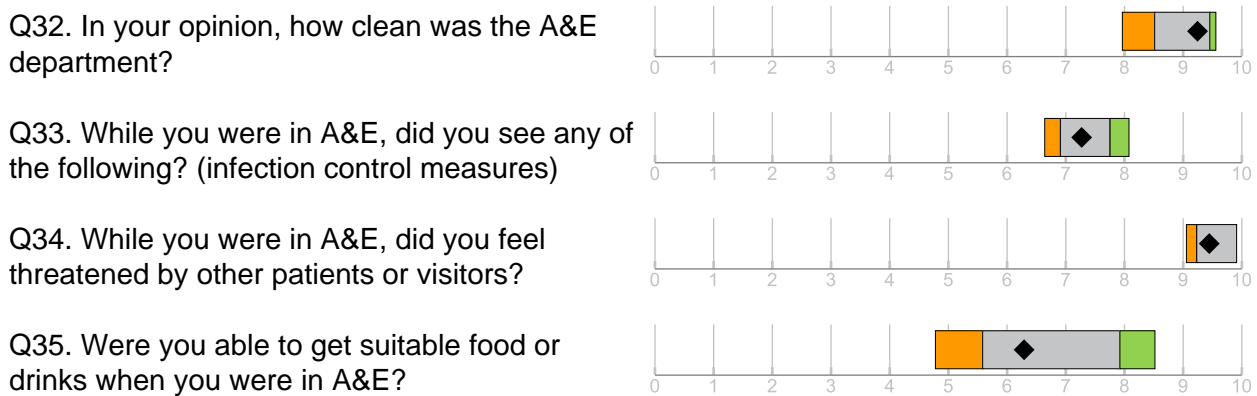 Q32. In your opinion, how clean was the A&E
department?
0 1 2 3 4 5 6 7 8 9 10
Q33. While you were in A&E, did you see any of
the following? (infection control measures)
0 1 2 3 4 5 6 7 8 9 10
Q34. While you were in A&E, did you feel
threatened by other patients or visitors?
0 1 2 3 4 5 6 7 8 9 10
Q35. Were you able to get suitable food or
drinks when you were in A&E?
0 1 2 3 4 5 6 7 8 9 10